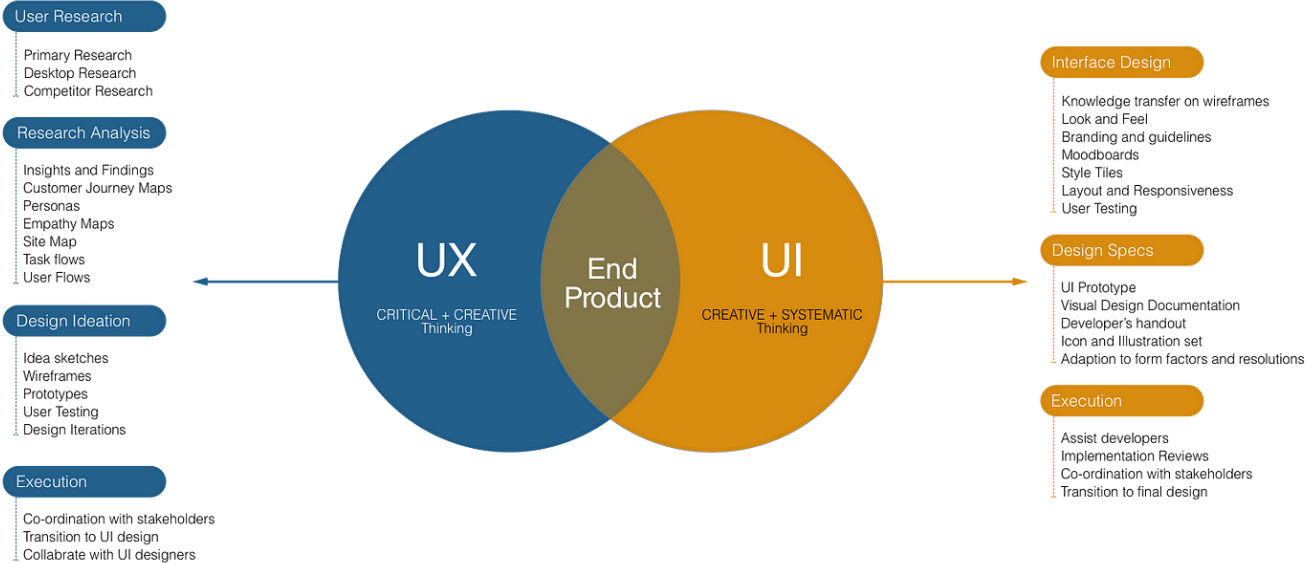 User Research
Primary Research
Desktop Research
Competitor Research
Research Analysis
Insights and Findings
Customer Journey Maps
Personas
Empathy Maps
Site Map
Task flows
User Flows
Design Ideation
Idea sketches
Wireframes
Prototypes
User Testing
Design Iterations
Execution
Co-ordination with stakeholders
Transition to UI design
Collabrate with UI designers
UX
CRITICAL + CREATIVE
Thinking
End
Product
UI
CREATIVE + SYSTEMATIC
Thinking
Interface Design
Knowledge transfer on wireframes
Look and Feel
Branding and guidelines
Moodboards
Style Tiles
Layout and Responsiveness
User Testing
Design Specs
UI Prototype
Visual Design Documentation
Developer's handout
Icon and Illustration set
Adaption to form factors and resolutions
Execution
Assist developers
Implementation Reviews
Co-ordination with stakeholders
Transition to final design